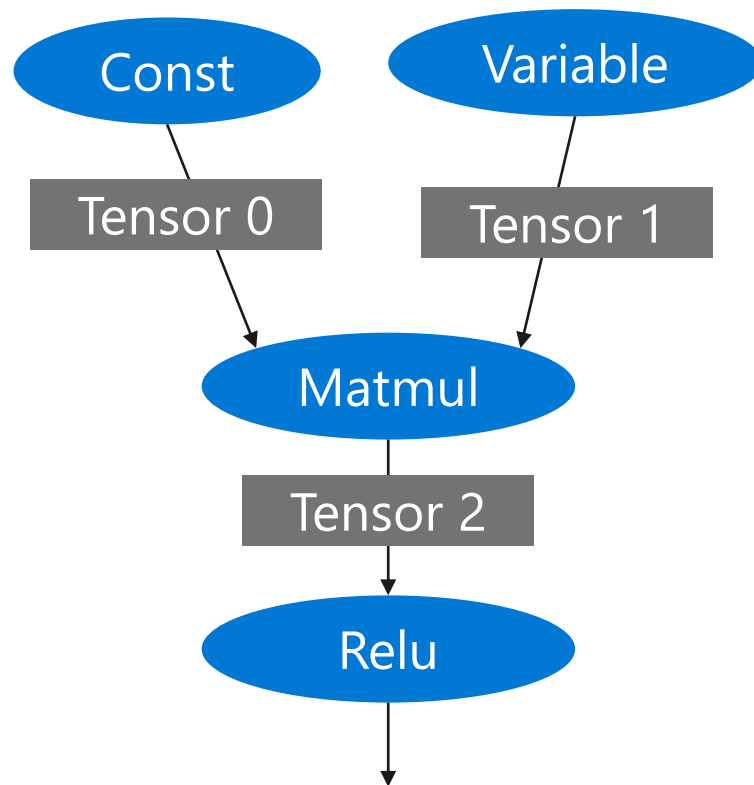 Const
Variable
Tensor 0
Tensor 1
Matmul
Tensor 2
Relu